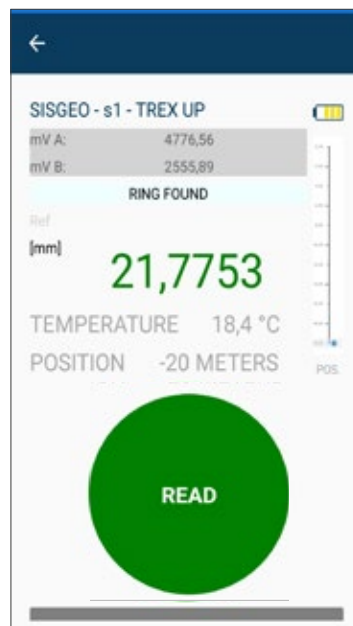 SISGEO - s1 - TREX UP
mV A: 4776,56
mV B: 2555,89
RING FOUND
Ref
[mm]
21,7753
TEMPERATURE 18,4 °C
POSITION -20 METERS
POS.
READ